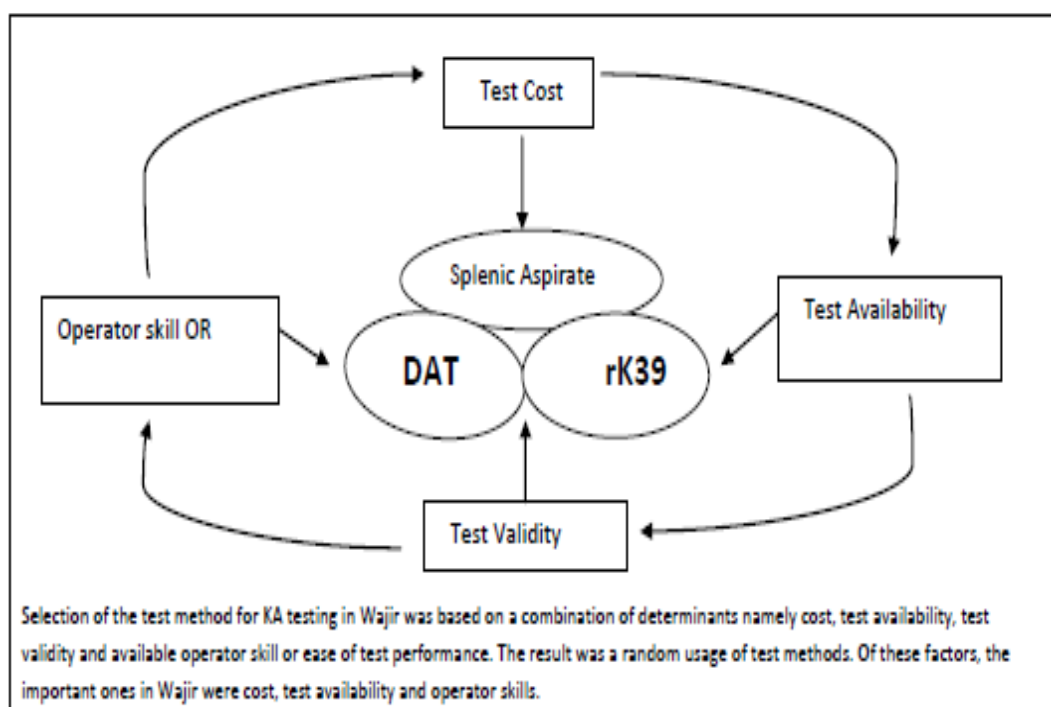 Test Cost
Splenic Aspirate
Operator skill OR
Test Availability
DAT
rK39
Test Validity
Selection of the test method for KA testing in Wajir was based on a combination of determinants namely cost, test availability, test
validity and available operator skill or ease of test performance. The result was a random usage of test methods. Of these factors, the
important ones in Wajir were cost, test availability and operator skills.